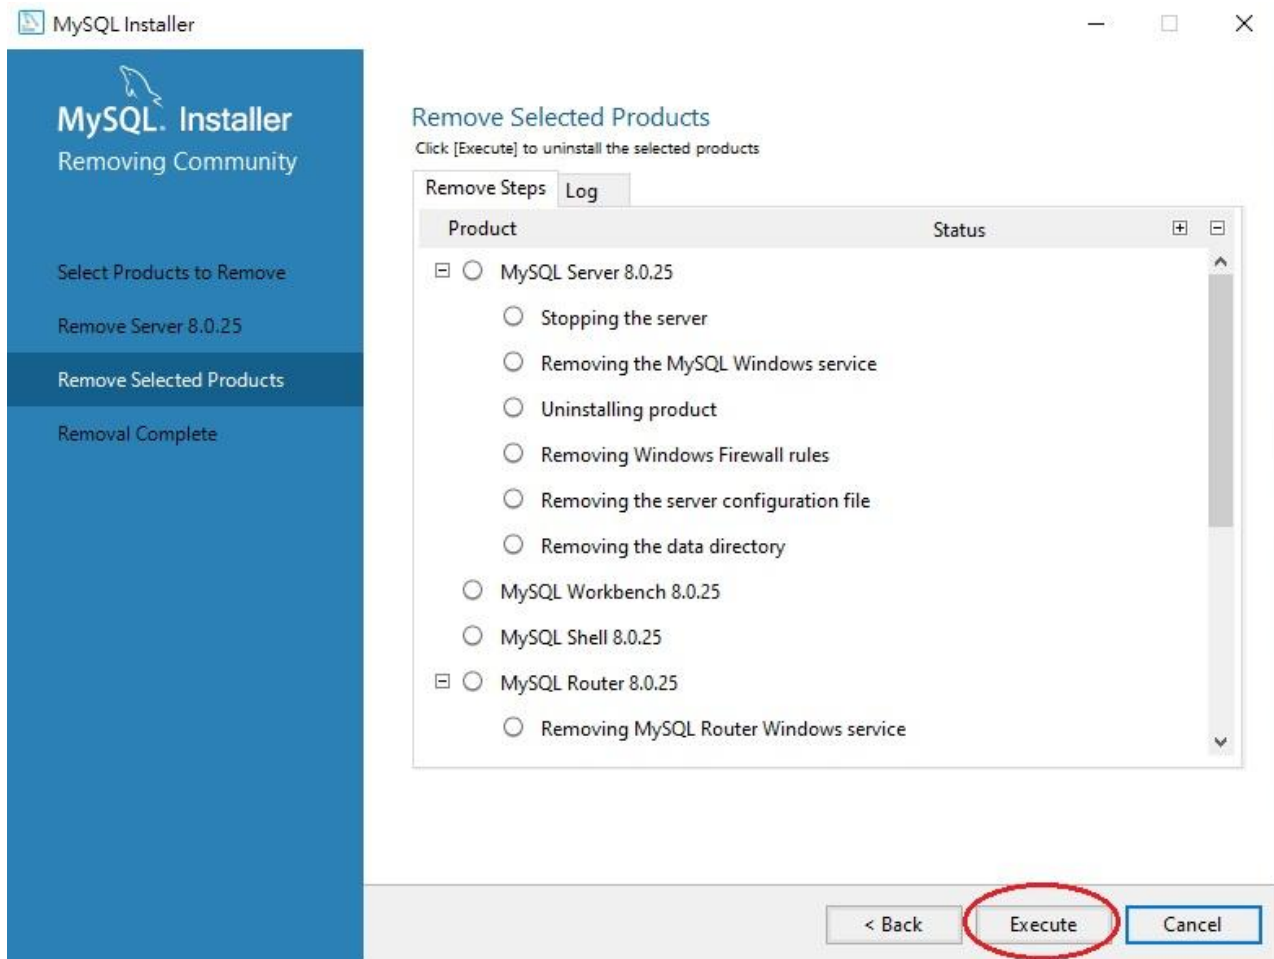 MySQL Installer
MySQL. Installer
Removing Community
Select Products to Remove
Remove Server 8.0.25
Remove Selected Products
Removal Complete
Remove Selected Products
Click [Execute] to uninstall the selected products
Remove Steps Log
Product Status
MySQL Server 8.0.25
Stopping the server
Removing the MySQL Windows service
Uninstalling product
Removing Windows Firewall rules
Removing the server configuration file
Removing the data directory
MySQL Workbench 8.0.25
MySQL Shell 8.0.25
MySQL Router 8.0.25
Removing MySQL Router Windows service
< Back Execute Cancel